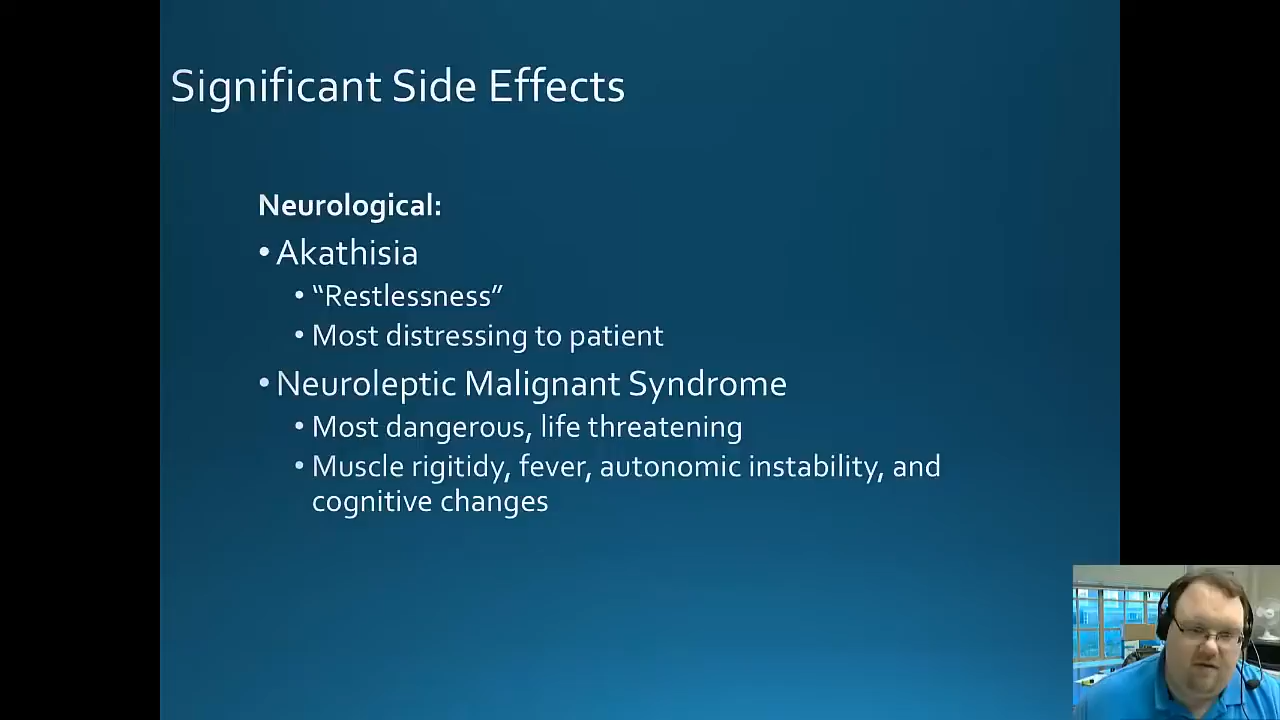 Significant Side Effects
Neurological:
• Akathisia
• “Restlessness”
• Most distressing to patient
• Neuroleptic Malignant Syndrome
• Most dangerous, life threatening
• Muscle rigitidy, fever, autonomic instability, and
cognitive changes